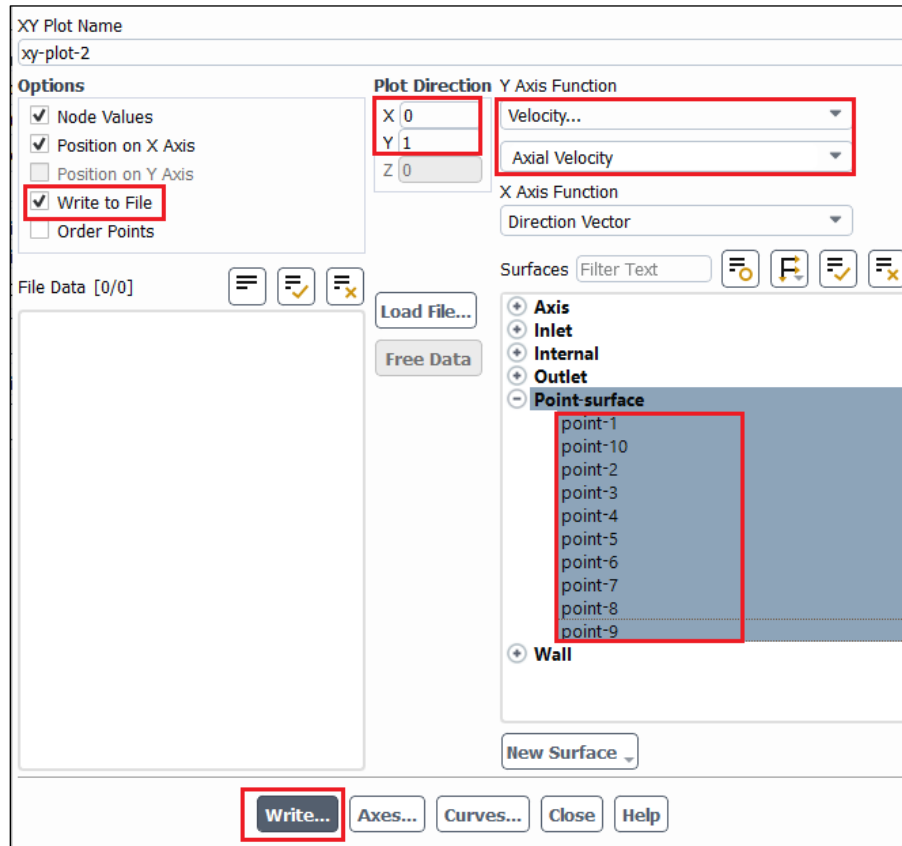 XY Plot Name
xy-plot-2
Options
Node Values
Position on X Axis
Position on Y Axis
Write to File
Order Points
Plot Direction
X 0
Y 1
Z 0
Y Axis Function
Velocity...
Axial Velocity
X Axis Function
Direction Vector
File Data [0/0]
Load File...
Free Data
Surfaces Filter Text
Axis
Inlet
Internal
Outlet
Point-surface
point-1
point-10
point-2
point-3
point-4
point-5
point-6
point-7
point-8
point-9
Wall
New Surface
Write... Axes... Curves... Close Help